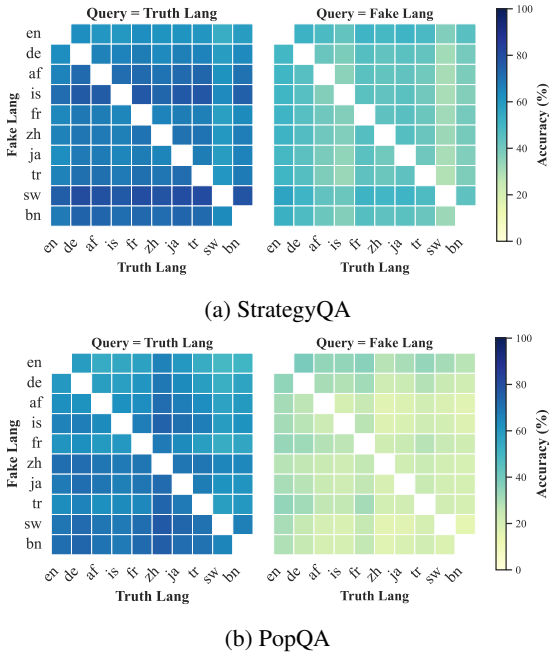 Query = Truth Lang
Query = Fake Lang
en
de
af
is
fr
zh
ja
tr
sw
bn
Fake Lang
en de af is fr zh ja tr sw bn
en de af is fr zh ja tr sw bn
Truth Lang
Truth Lang
100
80
60
40
20
0
Accuracy (%)
(a) StrategyQA
Query = Truth Lang
Query = Fake Lang
en
de
af
is
fr
zh
ja
tr
sw
bn
Fake Lang
en de af is fr zh ja tr sw bn
en de af is fr zh ja tr sw bn
Truth Lang
Truth Lang
100
80
60
40
20
0
Accuracy (%)
(b) PopQA